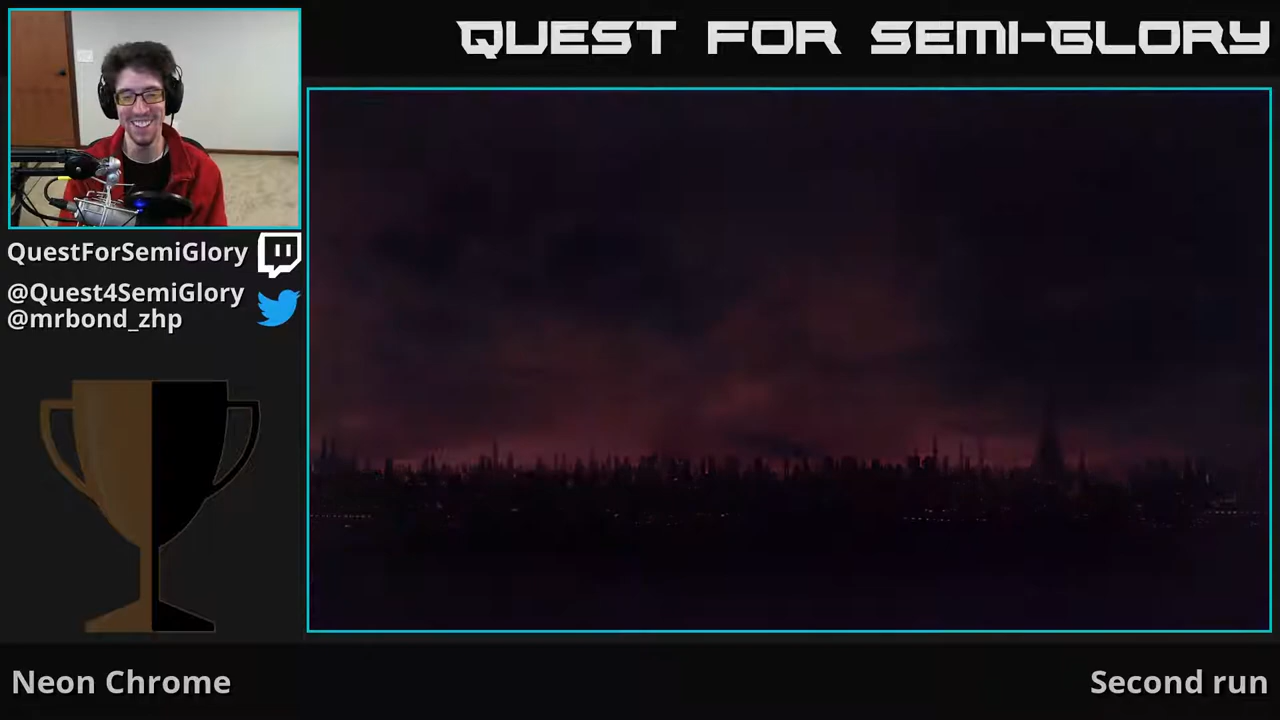 QUEST FOR SEMI-GLORY
QuestForSemiGlory
@Quest4SemiGlory
@mrbond_zhp
Neon Chrome
Second run